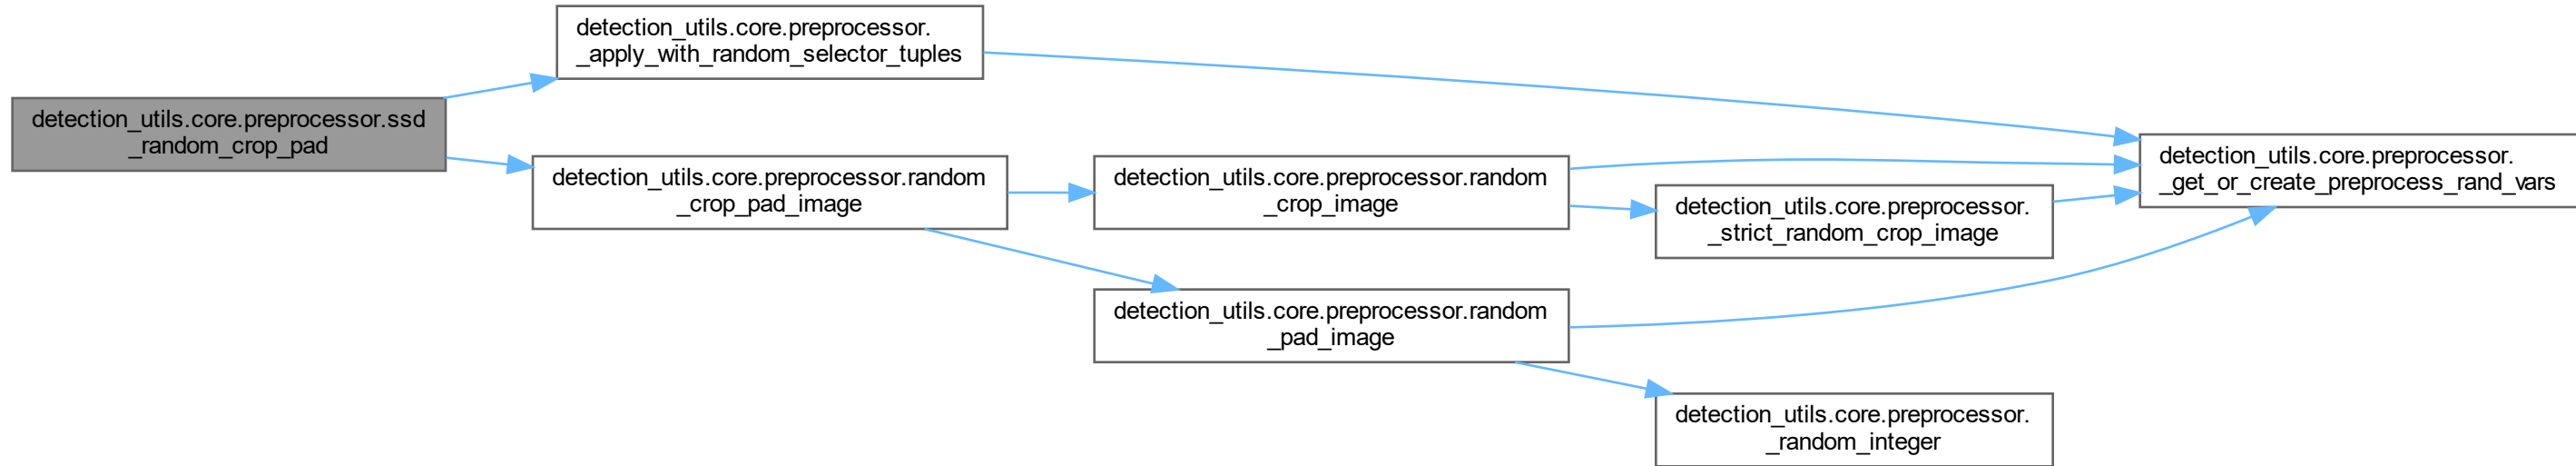 detection_utils.core.preprocessor.ssd
_random_crop_pad
detection_utils.core.preprocessor.
_apply_with_random_selector_tuples
detection_utils.core.preprocessor.random
_crop_pad_image
detection_utils.core.preprocessor.random
_crop_image
detection_utils.core.preprocessor.
_strict_random_crop_image
detection_utils.core.preprocessor.
_get_or_create_preprocess_rand_vars
detection_utils.core.preprocessor.random
_pad_image
detection_utils.core.preprocessor.
_random_integer